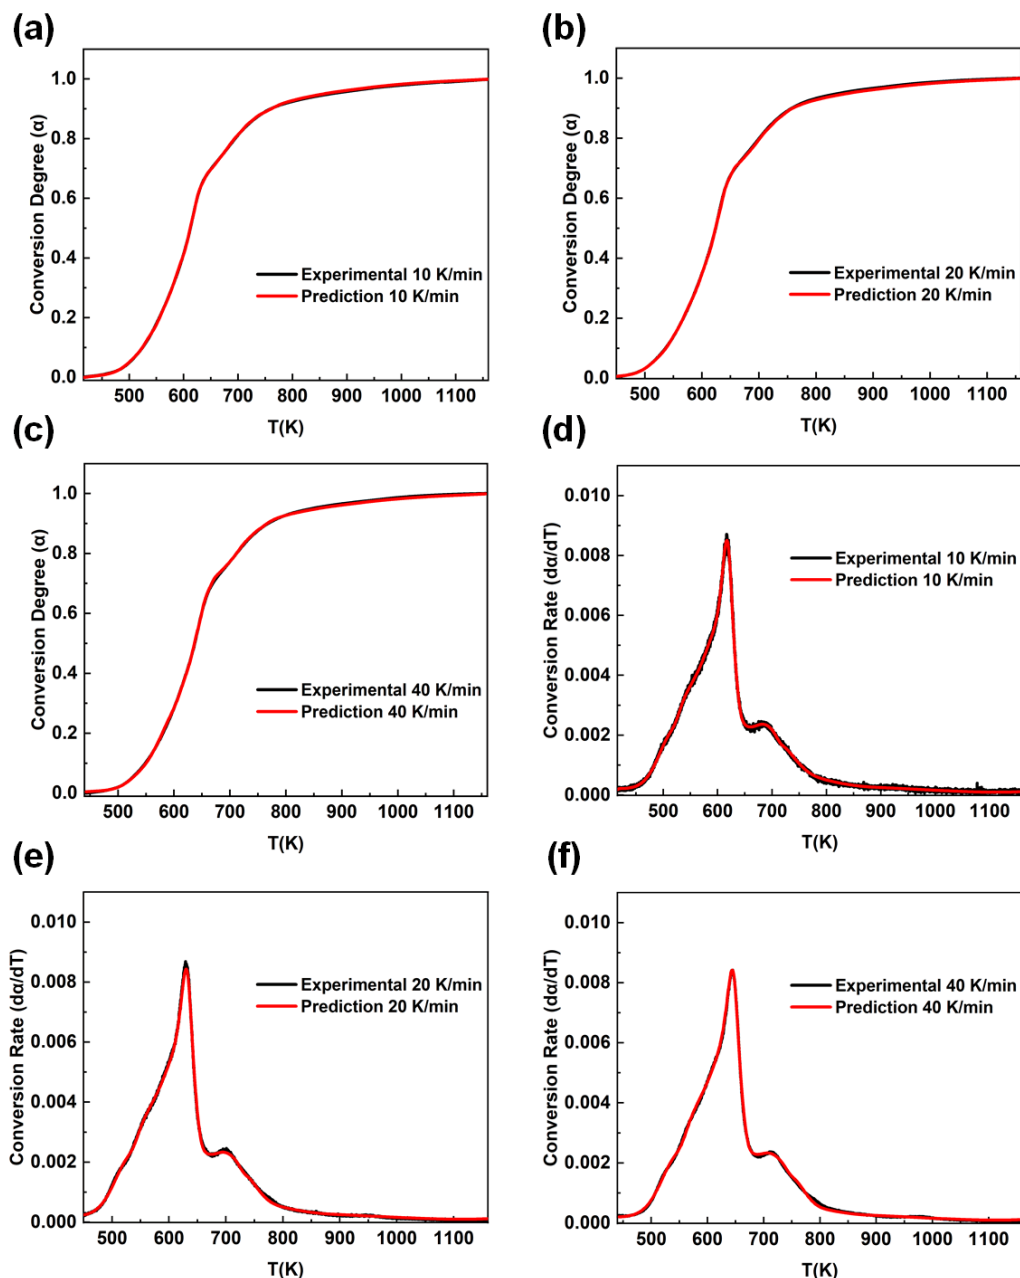 (a)
Conversion Degree (α)
1.0
0.8
0.6
0.4
0.2
0.0
Experimental 10 K/min
Prediction 10 K/min
500 600 700 800 900 1000 1100
T(K)
(b)
Conversion Degree (α)
1.0
0.8
0.6
0.4
0.2
0.0
Experimental 20 K/min
Prediction 20 K/min
500 600 700 800 900 1000 1100
T(K)
(c)
Conversion Degree (α)
1.0
0.8
0.6
0.4
0.2
0.0
Experimental 40 K/min
Prediction 40 K/min
500 600 700 800 900 1000 1100
T(K)
(d)
Conversion Rate (dα/dT)
0.010
0.008
0.006
0.004
0.002
0.000
Experimental 10 K/min
Prediction 10 K/min
500 600 700 800 900 1000 1100
T(K)
(e)
Conversion Rate (dα/dT)
0.010
0.008
0.006
0.004
0.002
0.000
Experimental 20 K/min
Prediction 20 K/min
500 600 700 800 900 1000 1100
T(K)
(f)
Conversion Rate (dα/dT)
0.010
0.008
0.006
0.004
0.002
0.000
Experimental 40 K/min
Prediction 40 K/min
500 600 700 800 900 1000 1100
T(K)